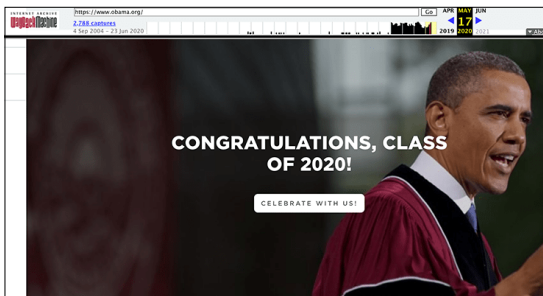 INTERNET ARCHIVE
WayBackMachine
https://www.obama.org/
Go
APR MAY JUN
2,788 captures
17
4 Sep 2004 - 23 Jun 2020
2019 2020 2021
CONGRATULATIONS, CLASS
OF 2020!
CELEBRATE WITH US!